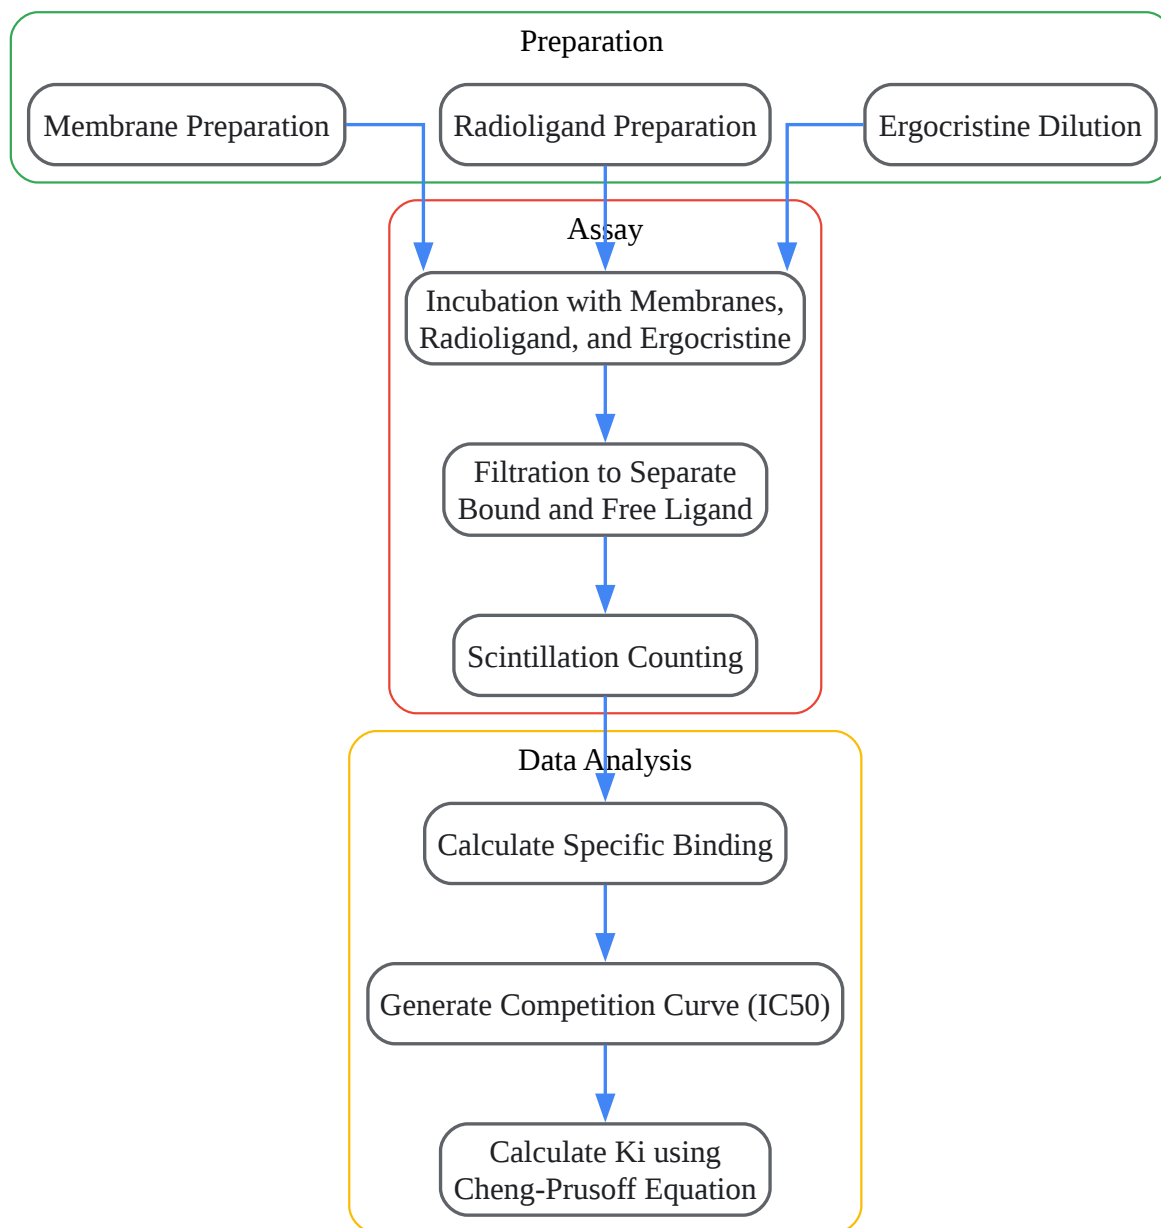 Preparation
Membrane Preparation
Radioligand Preparation
Ergocristine Dilution
Assay
Incubation with Membranes,
Radioligand, and Ergocristine
Filtration to Separate
Bound and Free Ligand
Scintillation Counting
Data Analysis
Calculate Specific Binding
Generate Competition Curve (IC50)
Calculate Ki using
Cheng-Prusoff Equation